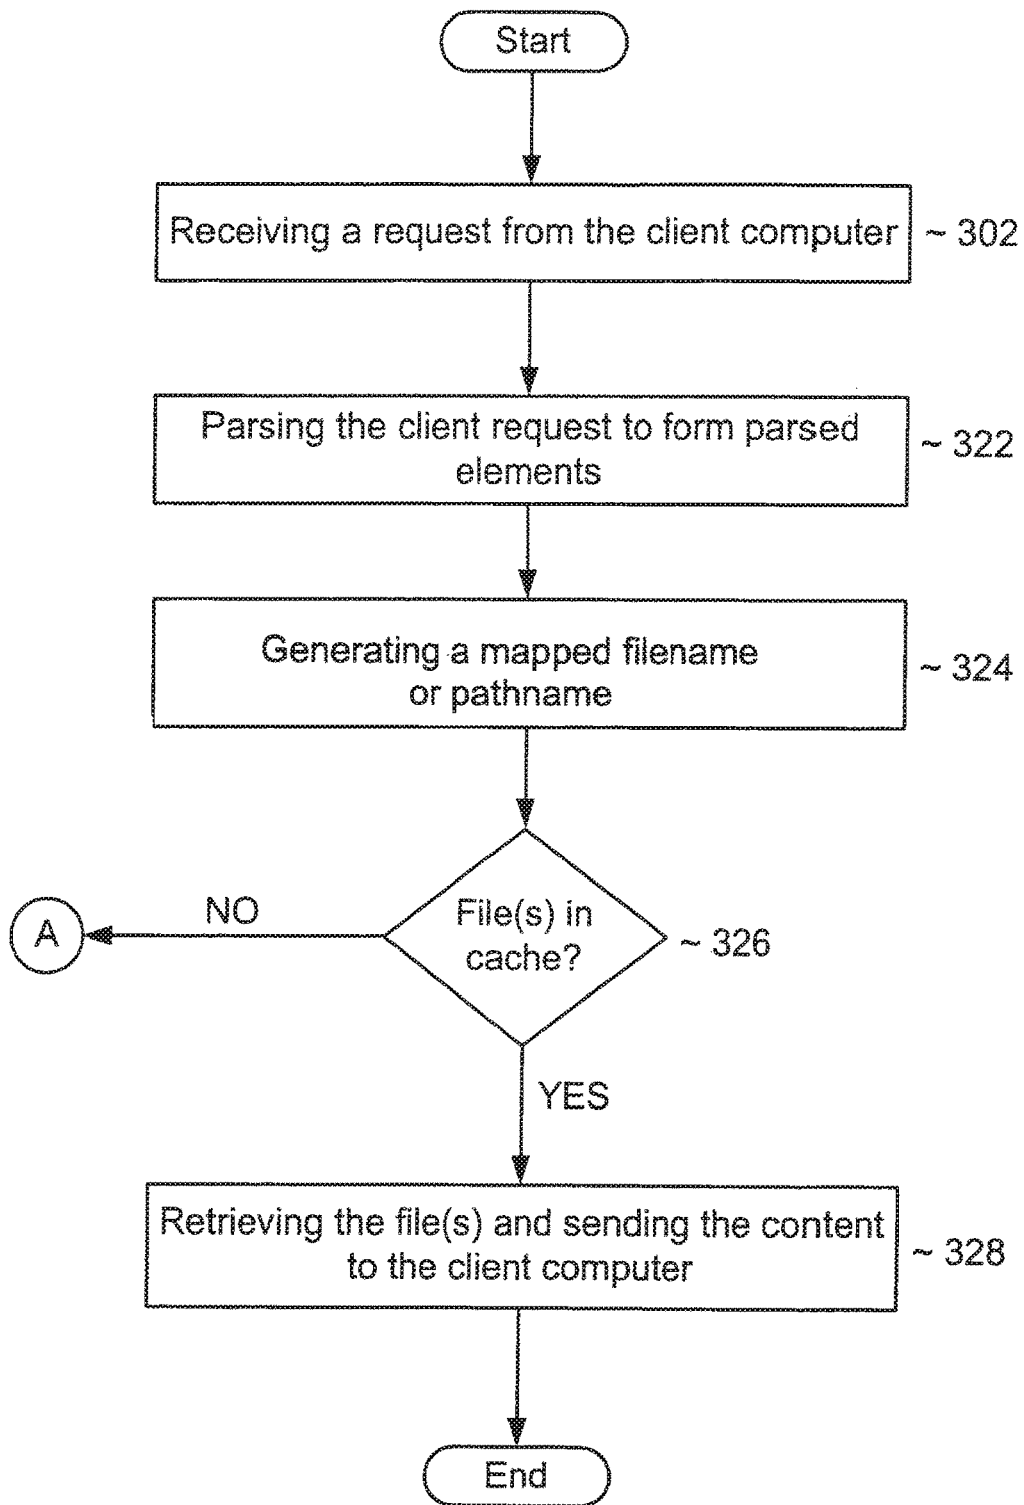 Start
Receiving a request from the client computer ~ 302
Parsing the client request to form parsed
elements
~ 322
Generating a mapped filename
or pathname
~ 324
File(s) in
cache?
~ 326
NO
A
YES
Retrieving the file(s) and sending the content
to the client computer
~ 328
End